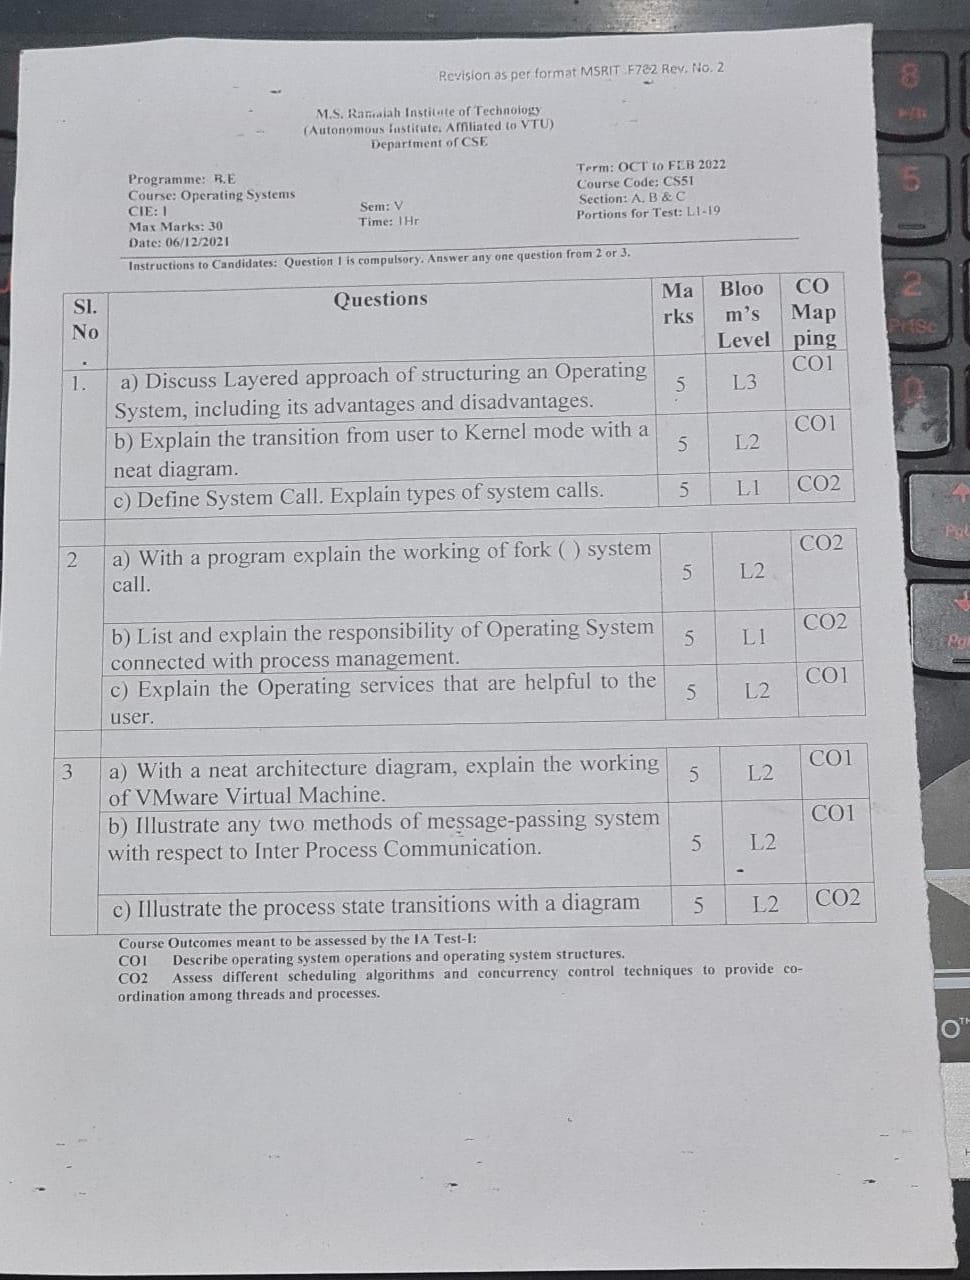 Revision as per format MSRIT F7 2 Rev. No. 2
M.S. Ramaiah Institute of Technology
(Autonomous Institute, Affiliated to VTU)
Department of CSE
Programme: B.E
Course: Operating Systems
CIE: I
Max Marks: 30
Date: 06/12/2021
Sem: V
Time: 1Hr
Term: OCT to FEB 2022
Course Code: CS51
Section: A, B & C
Portions for Test: L1-19
Instructions to Candidates: Question 1 is compulsory. Answer any one question from 2 or 3.
Sl.
No
.
Questions
Ma
rks
Bloo
m's
Level
CO
Map
ping
1.
a) Discuss Layered approach of structuring an Operating
System, including its advantages and disadvantages.
5
L3
CO1
b) Explain the transition from user to Kernel mode with a
neat diagram.
5
L2
CO1
c) Define System Call. Explain types of system calls.
5
L1
CO2
2
a) With a program explain the working of fork ( ) system
call.
5
L2
CO2
b) List and explain the responsibility of Operating System
connected with process management.
5
L1
CO2
c) Explain the Operating services that are helpful to the
user.
5
L2
CO1
3
a) With a neat architecture diagram, explain the working
of VMware Virtual Machine.
5
L2
CO1
b) Illustrate any two methods of message-passing system
with respect to Inter Process Communication.
5
L2
CO1
c) Illustrate the process state transitions with a diagram
5
L2
CO2
Course Outcomes meant to be assessed by the IA Test-I:
CO1 Describe operating system operations and operating system structures.
CO2 Assess different scheduling algorithms and concurrency control techniques to provide co-
ordination among threads and processes.
8
5
2
PrtSc